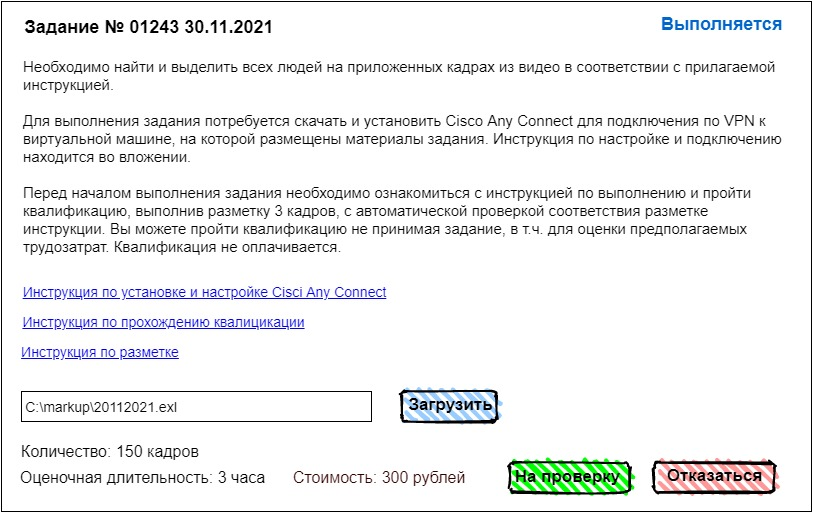 Задание № 01243 30.11.2021
Выполняется
Необходимо найти и выделить всех людей на приложенных кадрах из видео в соответствии с прилагаемой
инструкцией.
Для выполнения задания потребуется скачать и установить Cisco Any Connect для подключения по VPN к
виртуальной машине, на которой размещены материалы задания. Инструкция по настройке и подключению
находится во вложении.
Перед началом выполнения задания необходимо ознакомиться с инструкцией по выполнению и пройти
квалификацию, выполнив разметку 3 кадров, с автоматической проверкой соответствия разметке
инструкции. Вы можете пройти квалификацию не принимая задание, в т.ч. для оценки предполагаемых
трудозатрат. Квалификация не оплачивается.
Инструкция по установке и настройке Cisci Any Connect
Инструкция по прохождению квалицикации
Инструкция по разметке
C:\markup\20112021.exl
Загрузить
Количество: 150 кадров
Оценочная длительность: 3 часа
Стоимость: 300 рублей
На проверку
Отказаться